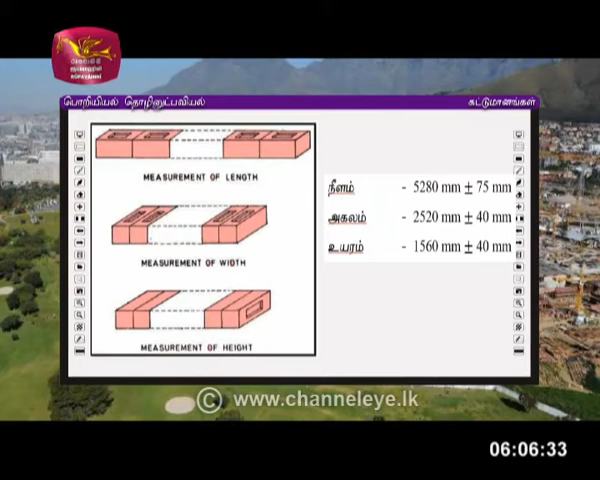 பொறியியல் தொழினுட்பவியல்
கட்டுமானங்கள்
MEASUREMENT OF LENGTH
MEASUREMENT OF WIDTH
MEASUREMENT OF HEIGHT
நீளம் - 5280 mm ± 75 mm
அகலம் - 2520 mm ± 40 mm
உயரம் - 1560 mm ± 40 mm
© www.channeleye.lk
06:06:33